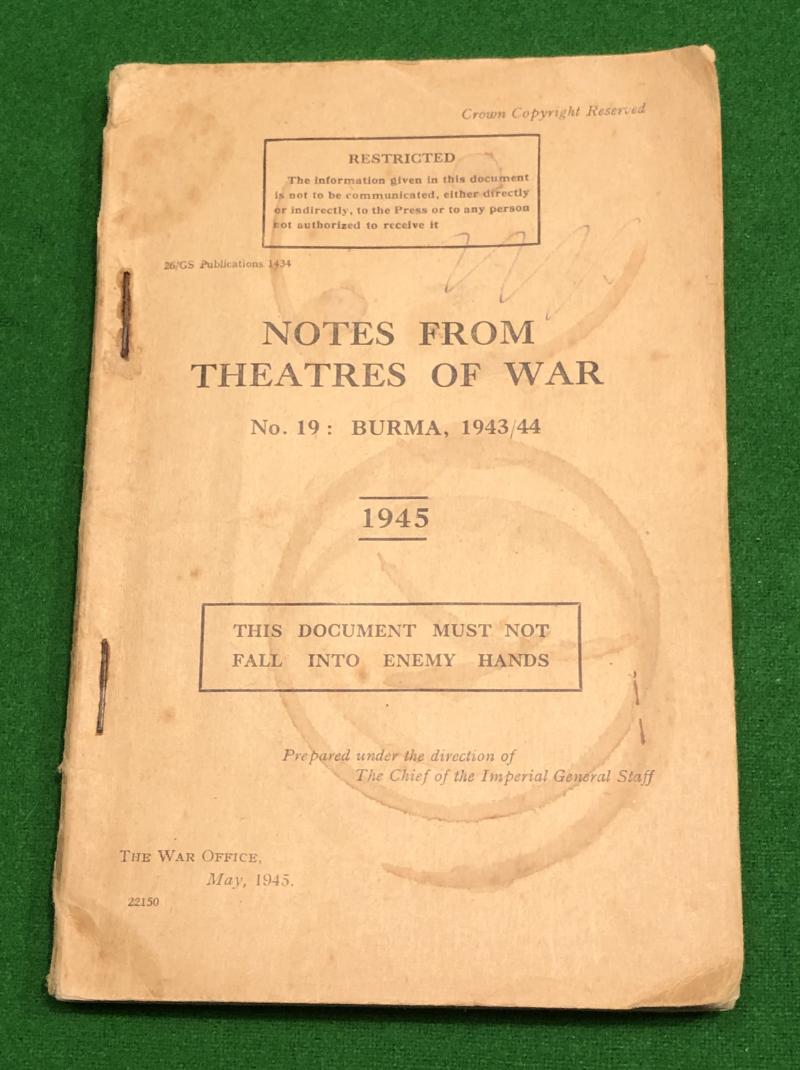 Crown Copyright Reserved
RESTRICTED
The information given in this document
is not to be communicated, either directly
or indirectly, to the Press or to any person
not authorized to receive it
26/GS Publications 1434
NOTES FROM
THEATRES OF WAR
No. 19: BURMA, 1943/44
1945
THIS DOCUMENT MUST NOT
FALL INTO ENEMY HANDS
Prepared under the direction of
The Chief of the Imperial General Staff
THE WAR OFFICE,
May, 1945.
22150